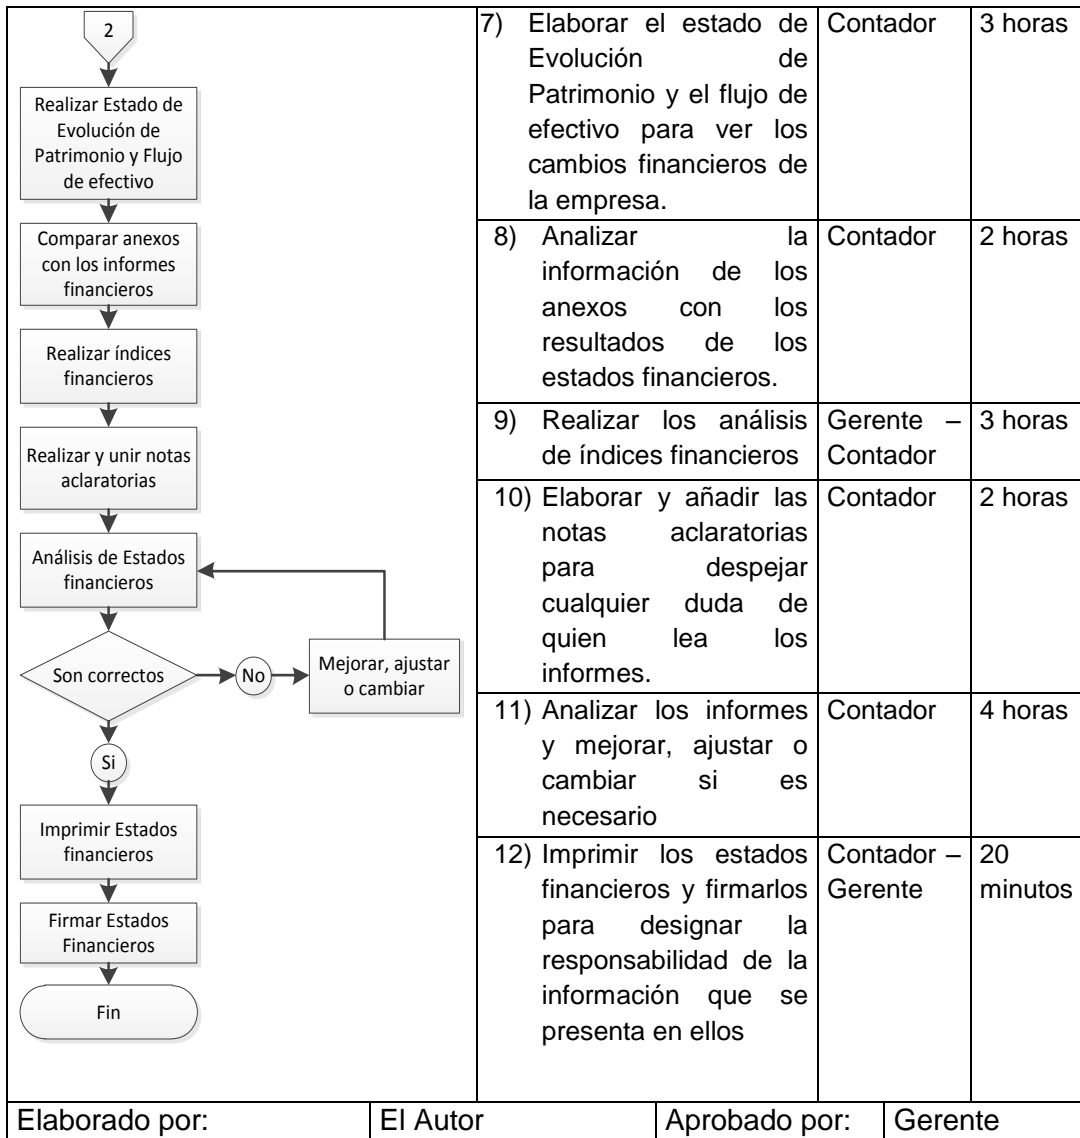 2
Realizar Estado de
Evolución de
Patrimonio y Flujo
de efectivo
Comparar anexos
con los informes
financieros
Realizar índices
financieros
Realizar y unir notas
aclaratorias
Análisis de Estados
financieros
Son correctos
No
Mejorar, ajustar
o cambiar
Si
Imprimir Estados
financieros
Firmar Estados
Financieros
Fin
7) Elaborar el estado de
Evolución de
Patrimonio y el flujo de
efectivo para ver los
cambios financieros de
la empresa.
Contador
3 horas
8) Analizar la
información de los
anexos con los
resultados de los
estados financieros.
Contador
2 horas
9) Realizar los análisis
de índices financieros
Gerente –
Contador
3 horas
10) Elaborar y añadir las
notas aclaratorias
para despejar
cualquier duda de
quien lea los
informes.
Contador
2 horas
11) Analizar los informes
y mejorar, ajustar o
cambiar si es
necesario
Contador
4 horas
12) Imprimir los estados
financieros y firmarlos
para designar la
responsabilidad de la
información que se
presenta en ellos
Contador –
Gerente
20
minutos
Elaborado por: El Autor Aprobado por: Gerente